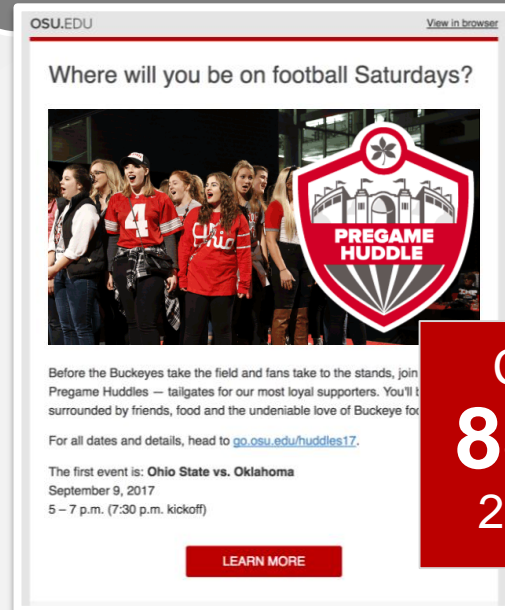 OSU.EDU
View in browser
Where will you be on football Saturdays?
4
Ohio
PREGAME
HUDDLE
Before the Buckeyes take the field and fans take to the stands, join
Pregame Huddles — tailgates for our most loyal supporters. You'll
surrounded by friends, food and the undeniable love of Buckeye
For all dates and details, head to go.osu.edu/huddles17.
The first event is: Ohio State vs. Oklahoma
September 9, 2017
5 – 7 p.m. (7:30 p.m. kickoff)
8
2
LEARN MORE